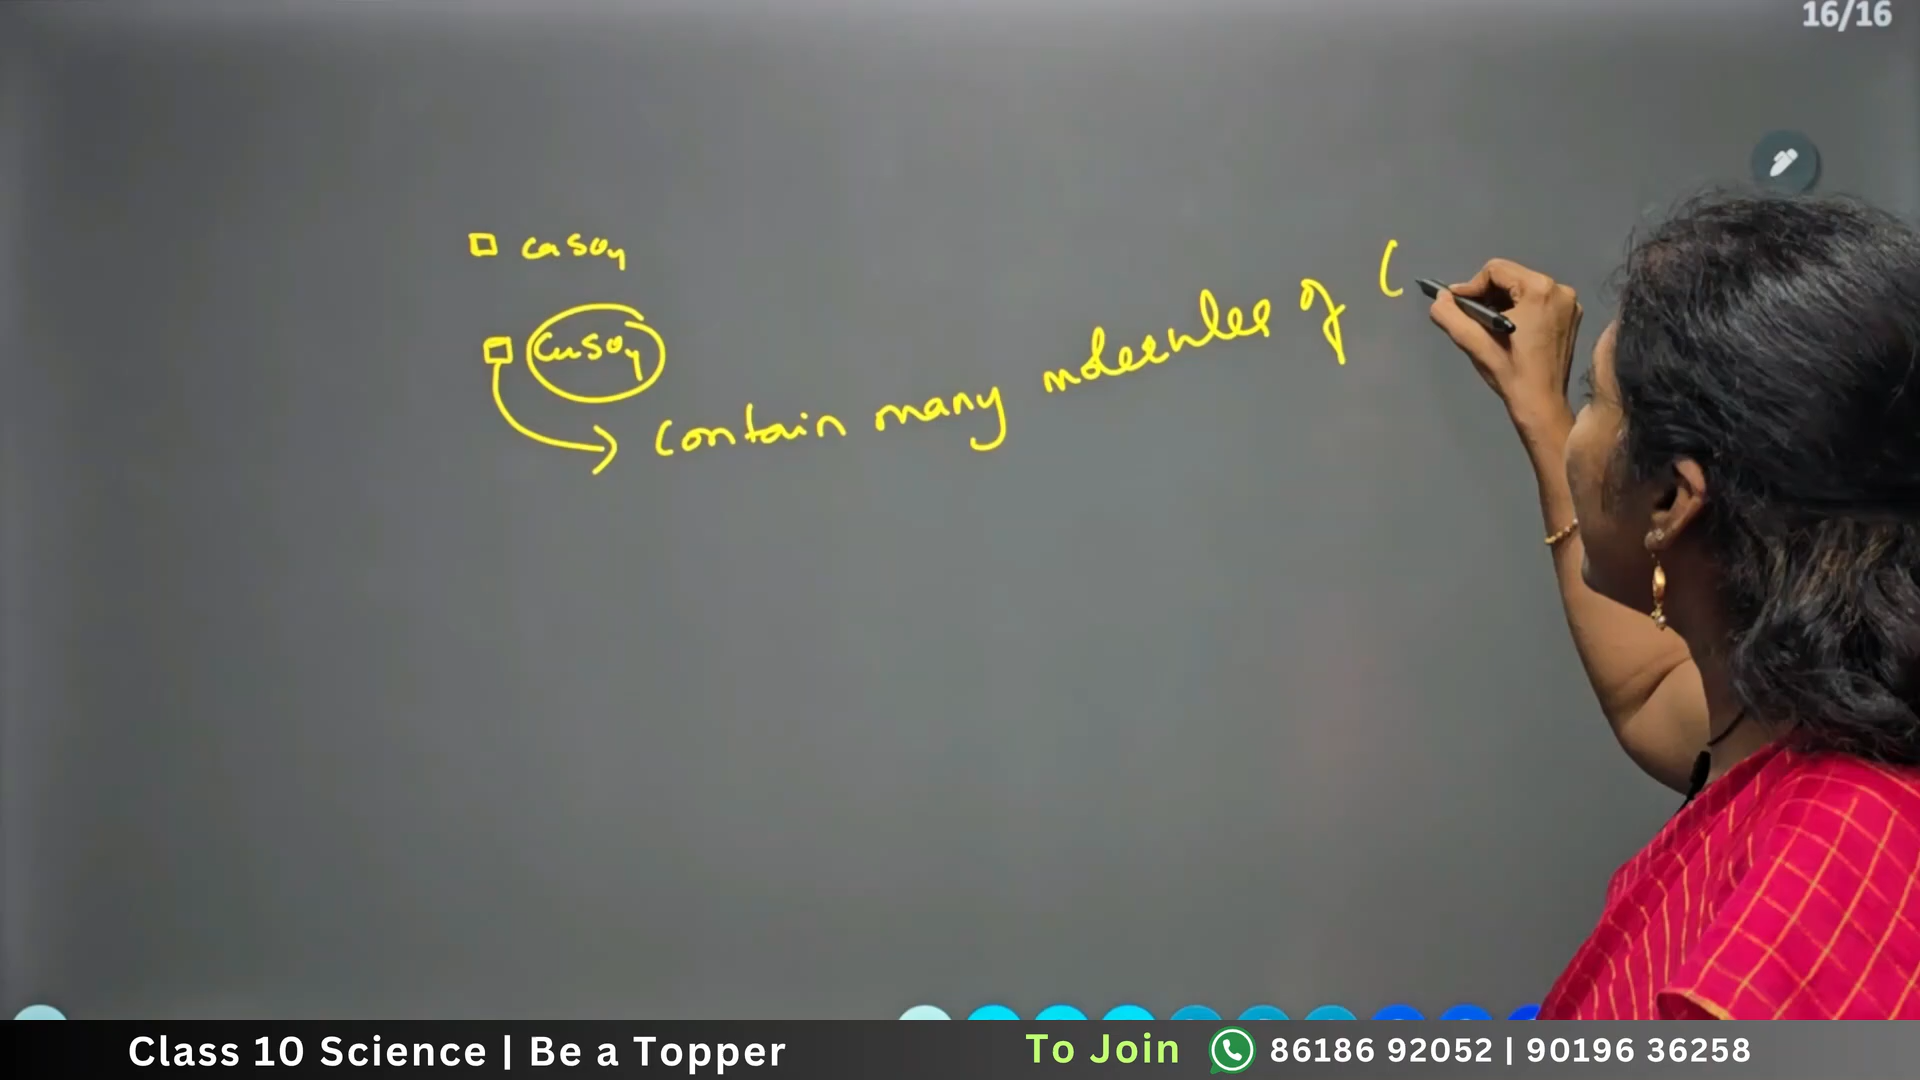 16/16
□ CaSO4
□ CuSO4
→ contain many molecules of C
Class 10 Science | Be a Topper
To Join 86186 92052 | 90196 36258